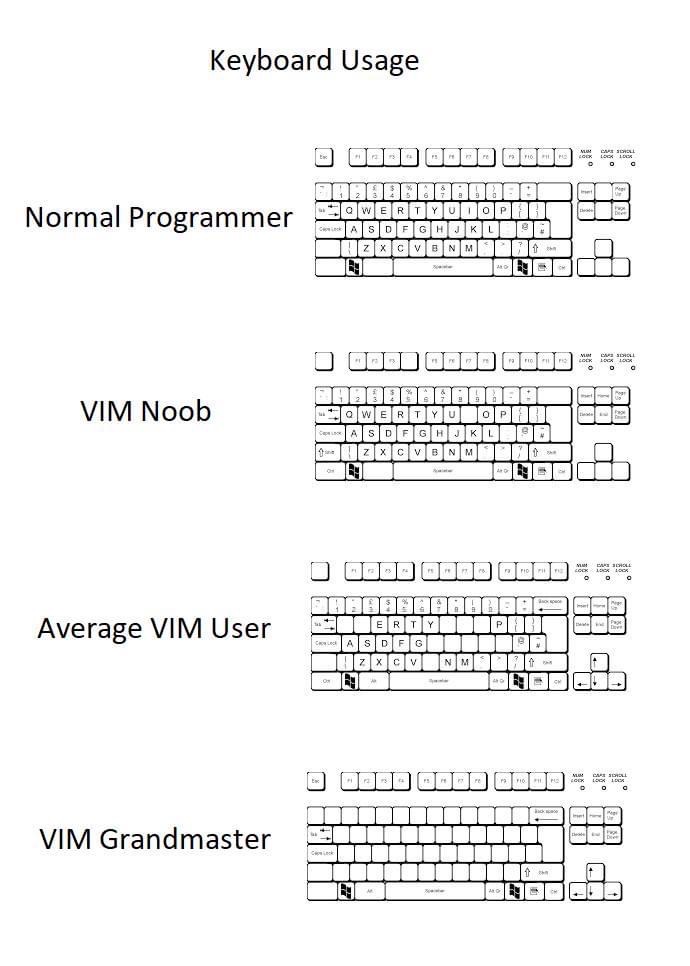 Keyboard Usage
Normal Programmer
Esc F1 F2 F3 F4 F5 F6 F7 F8 F9 F10 F11 F12 NUM LOCK CAPS LOCK SCROLL LOCK
! " £ $ % ^ & * ( ) _ + Insert Page Up
1 2 3 4 5 6 7 8 9 0 - =
Tab Q W E R T Y U I O P { } Delete Page Down
Caps Lock A S D F G H J K L @ #
Z X C V B N M < > ? / Shift
Spacebar Alt Gr Ctrl
VIM Noob
F1 F2 F3 F5 F6 F7 F8 F9 F10 F11 F12 NUM LOCK CAPS LOCK SCROLL LOCK
! " £ $ % ^ & * ( ) _ + Insert Home Page Up
1 2 3 4 5 6 7 8 9 0 - =
Tab Q W E R T Y U O P { } Delete End Page Down
Caps Lock A S D F G H J K L @ ~ #
Shift Z X C V B N M < > ? / Shift
Ctrl Spacebar Alt Gr Ctrl
Average VIM User
F1 F2 F3 F4 F5 F6 F7 F8 F9 F10 F11 F12 NUM LOCK CAPS LOCK SCROLL LOCK
! " £ $ % ^ & * ( ) _ + Back space Insert Home Page Up
1 2 3 4 5 6 7 8 9 0 - =
Tab E R T Y P { } Delete End Page Down
Caps Lock A S D F G @ ~ #
Z X C V N M < > ? / Shift
Ctrl Alt Spacebar Alt Gr Ctrl
VIM Grandmaster
Esc F1 F2 F3 F4 F5 F6 F7 F8 F9 F10 F11 F12 NUM LOCK CAPS LOCK SCROLL LOCK
Back space Insert Home Page Up
Tab Delete End Page Down
Caps Lock
Shift
Alt Spacebar Alt Gr Ctrl